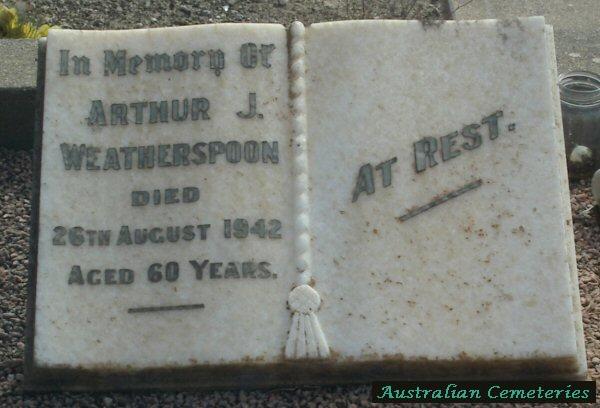 In Memory Of
ARTHUR J.
WEATHERSPOON
DIED
26TH AUGUST 1942
AGED 60 YEARS.
AT REST.
Australian Cemeteries